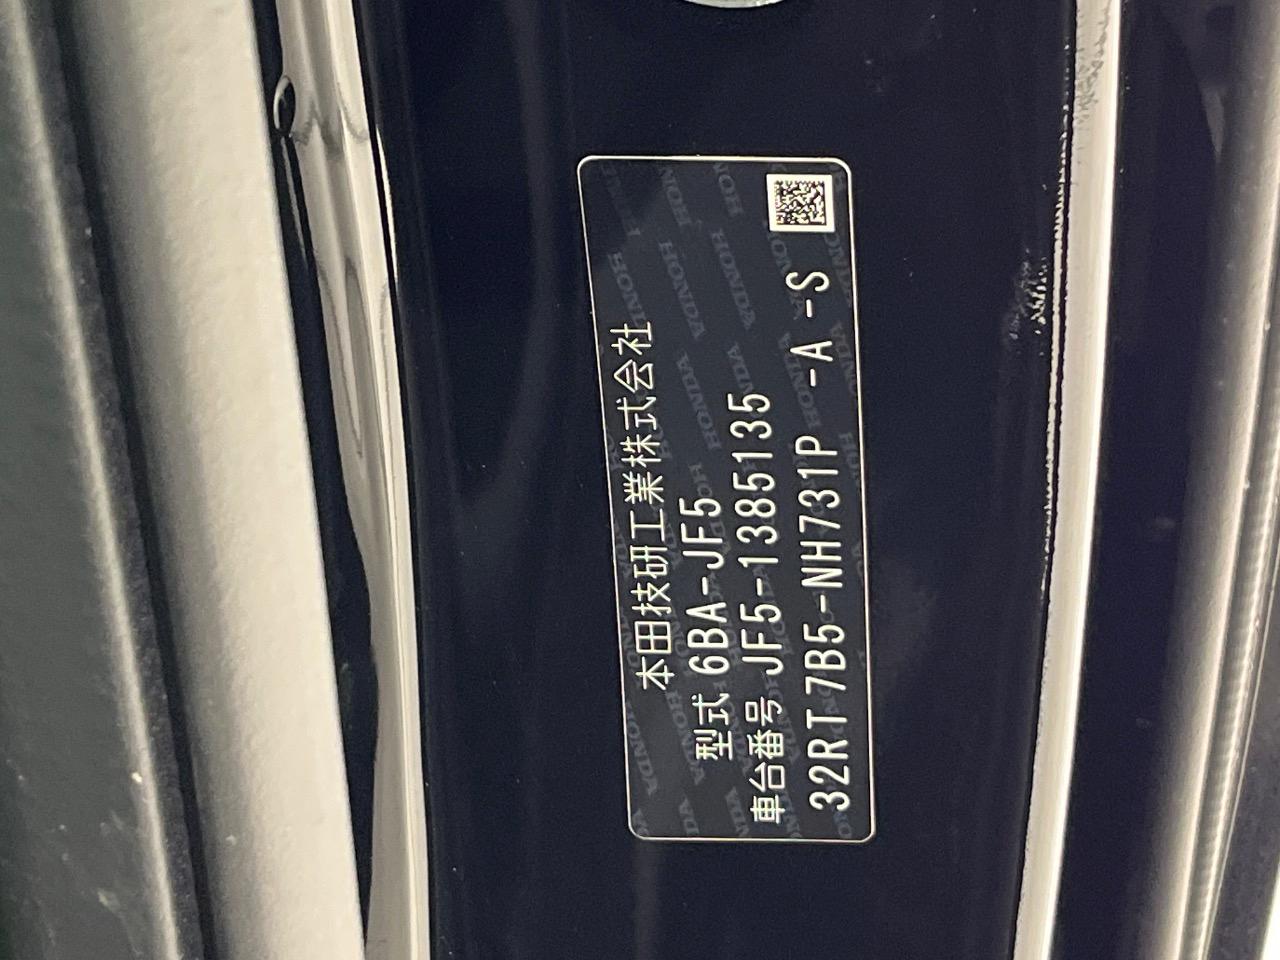 本田技研工業株式会社
型式 6BA-JF5
車台番号 JF5-1385135
32RT 7B5-NH731P -A -S